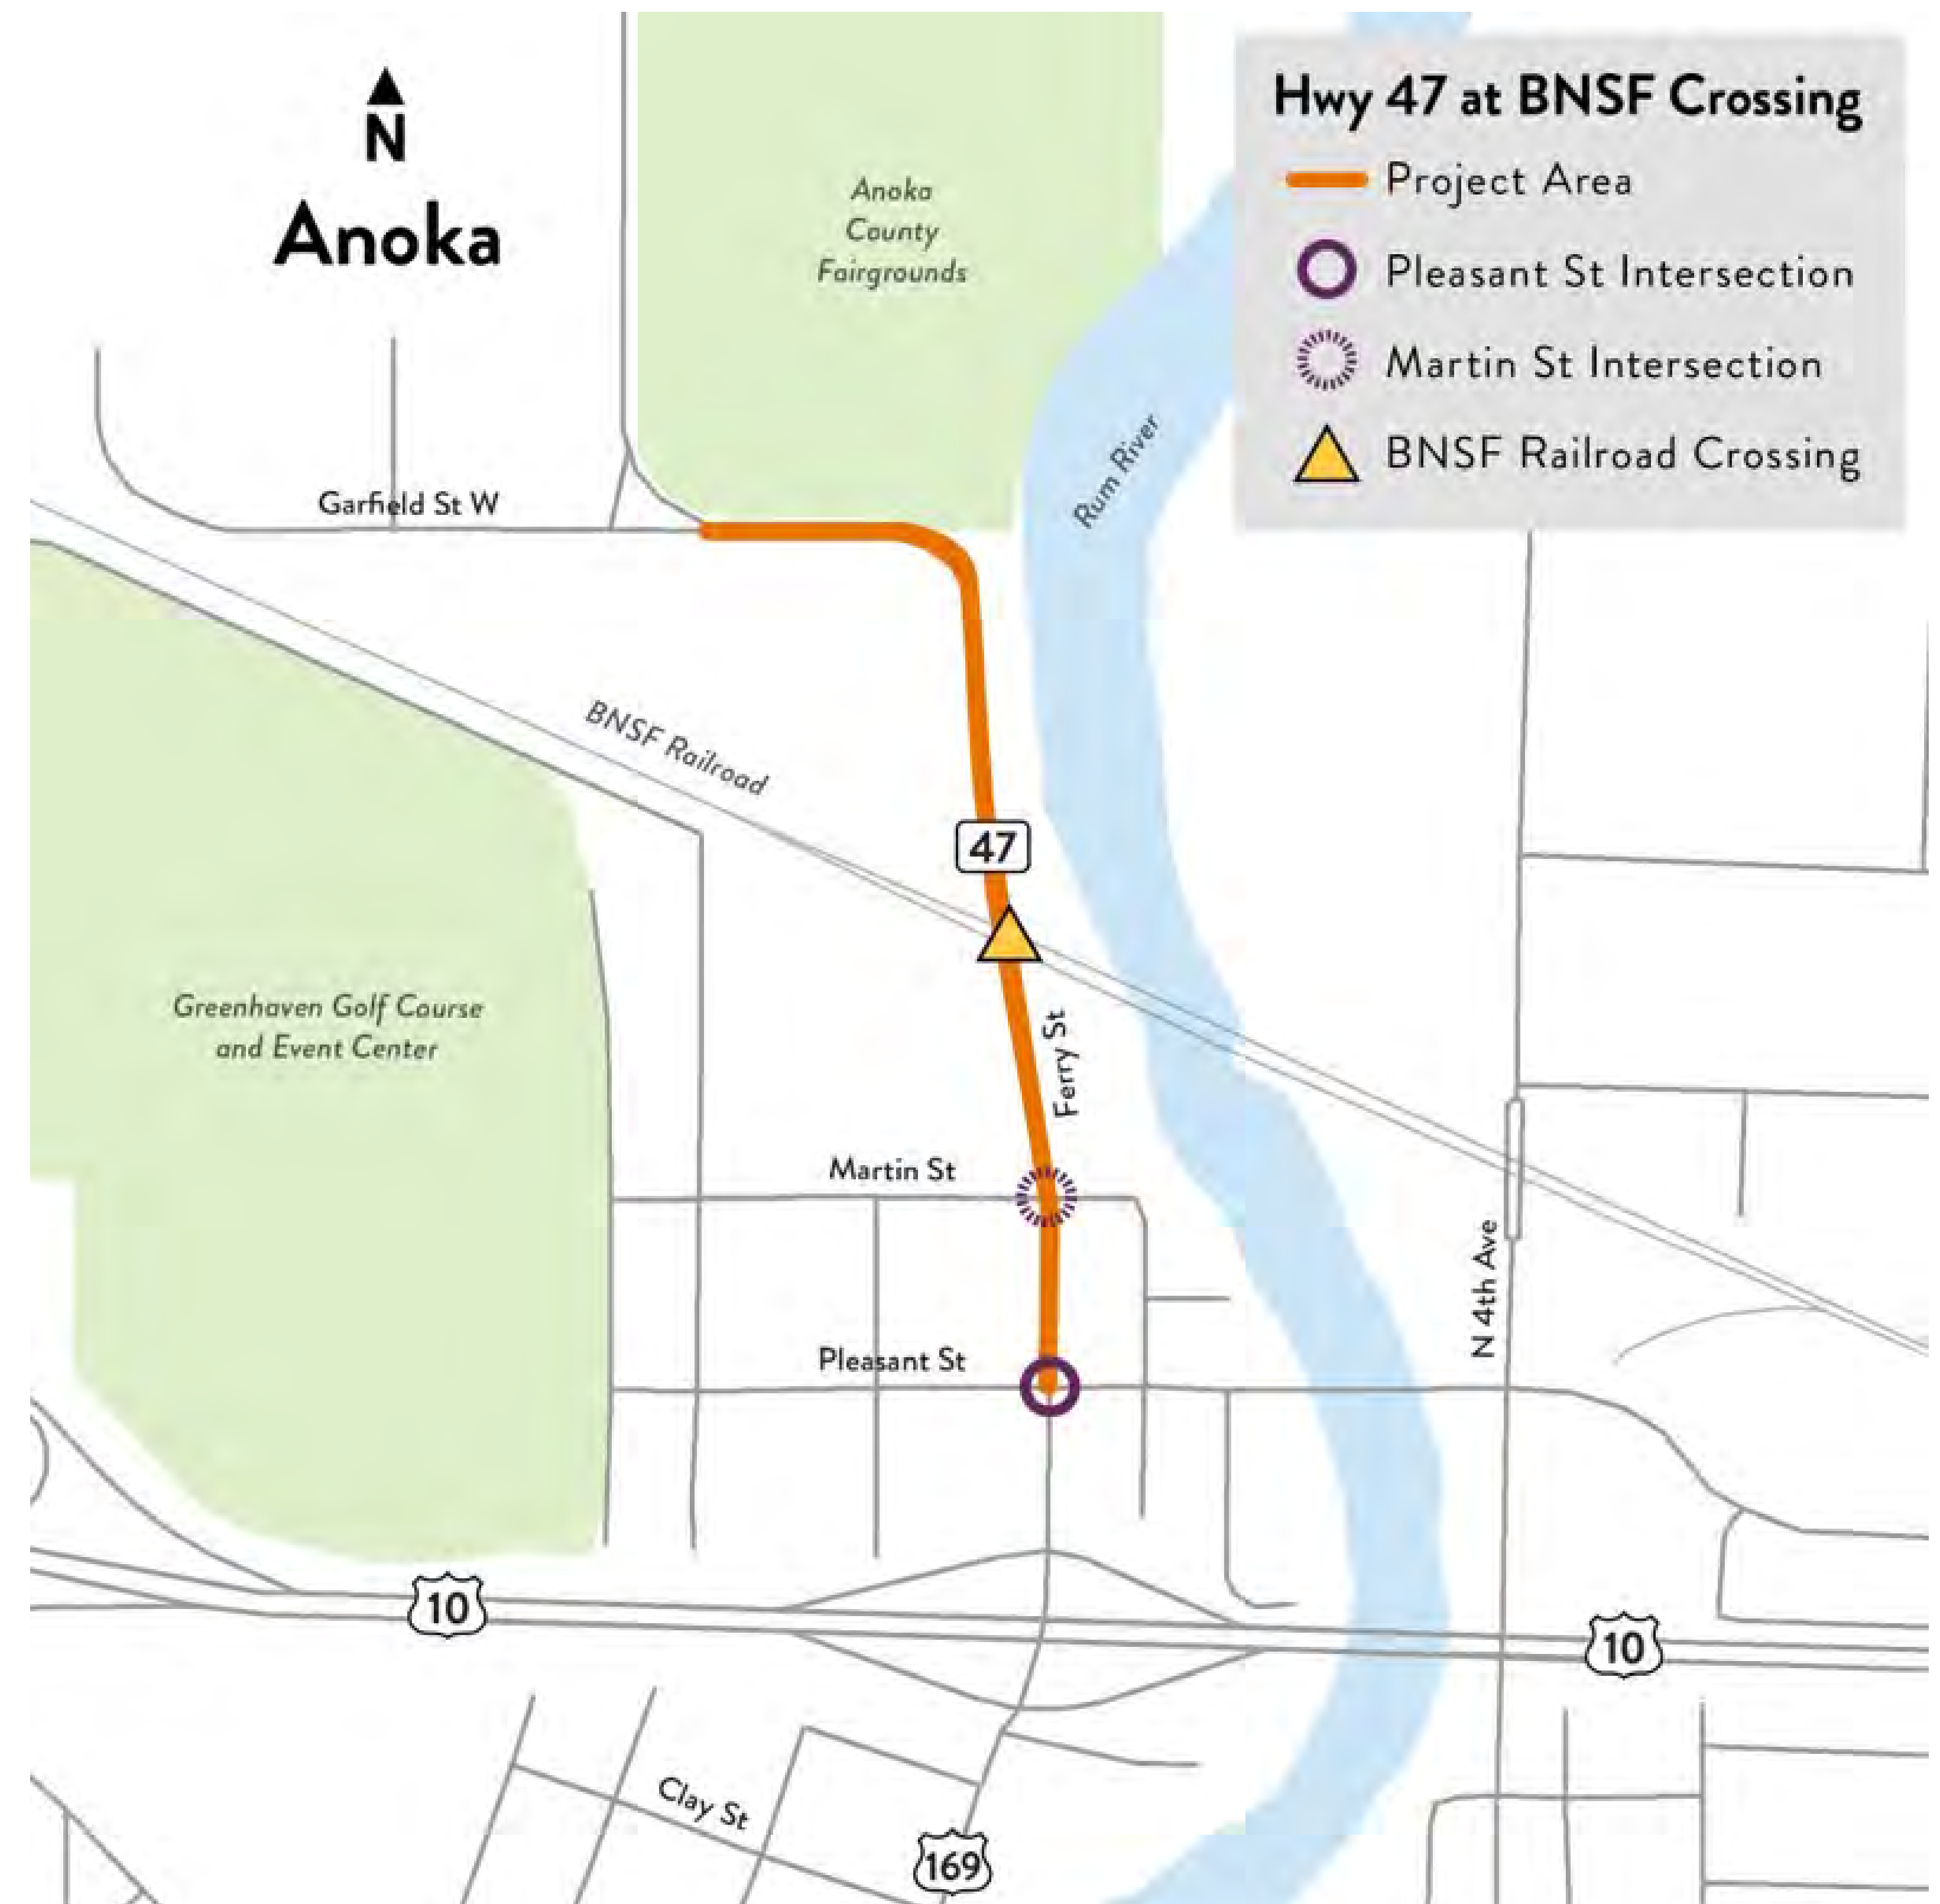 N
Anoka
Hwy 47 at BNSF Crossing
Project Area
Pleasant St Intersection
Martin St Intersection
BNSF Railroad Crossing
Anoka
County
Fairgrounds
Rum River
Garfield St W
BNSF Railroad
47
Greenhaven Golf Course
and Event Center
Ferry St
Martin St
N 4th Ave
Pleasant St
10
10
Clay St
169